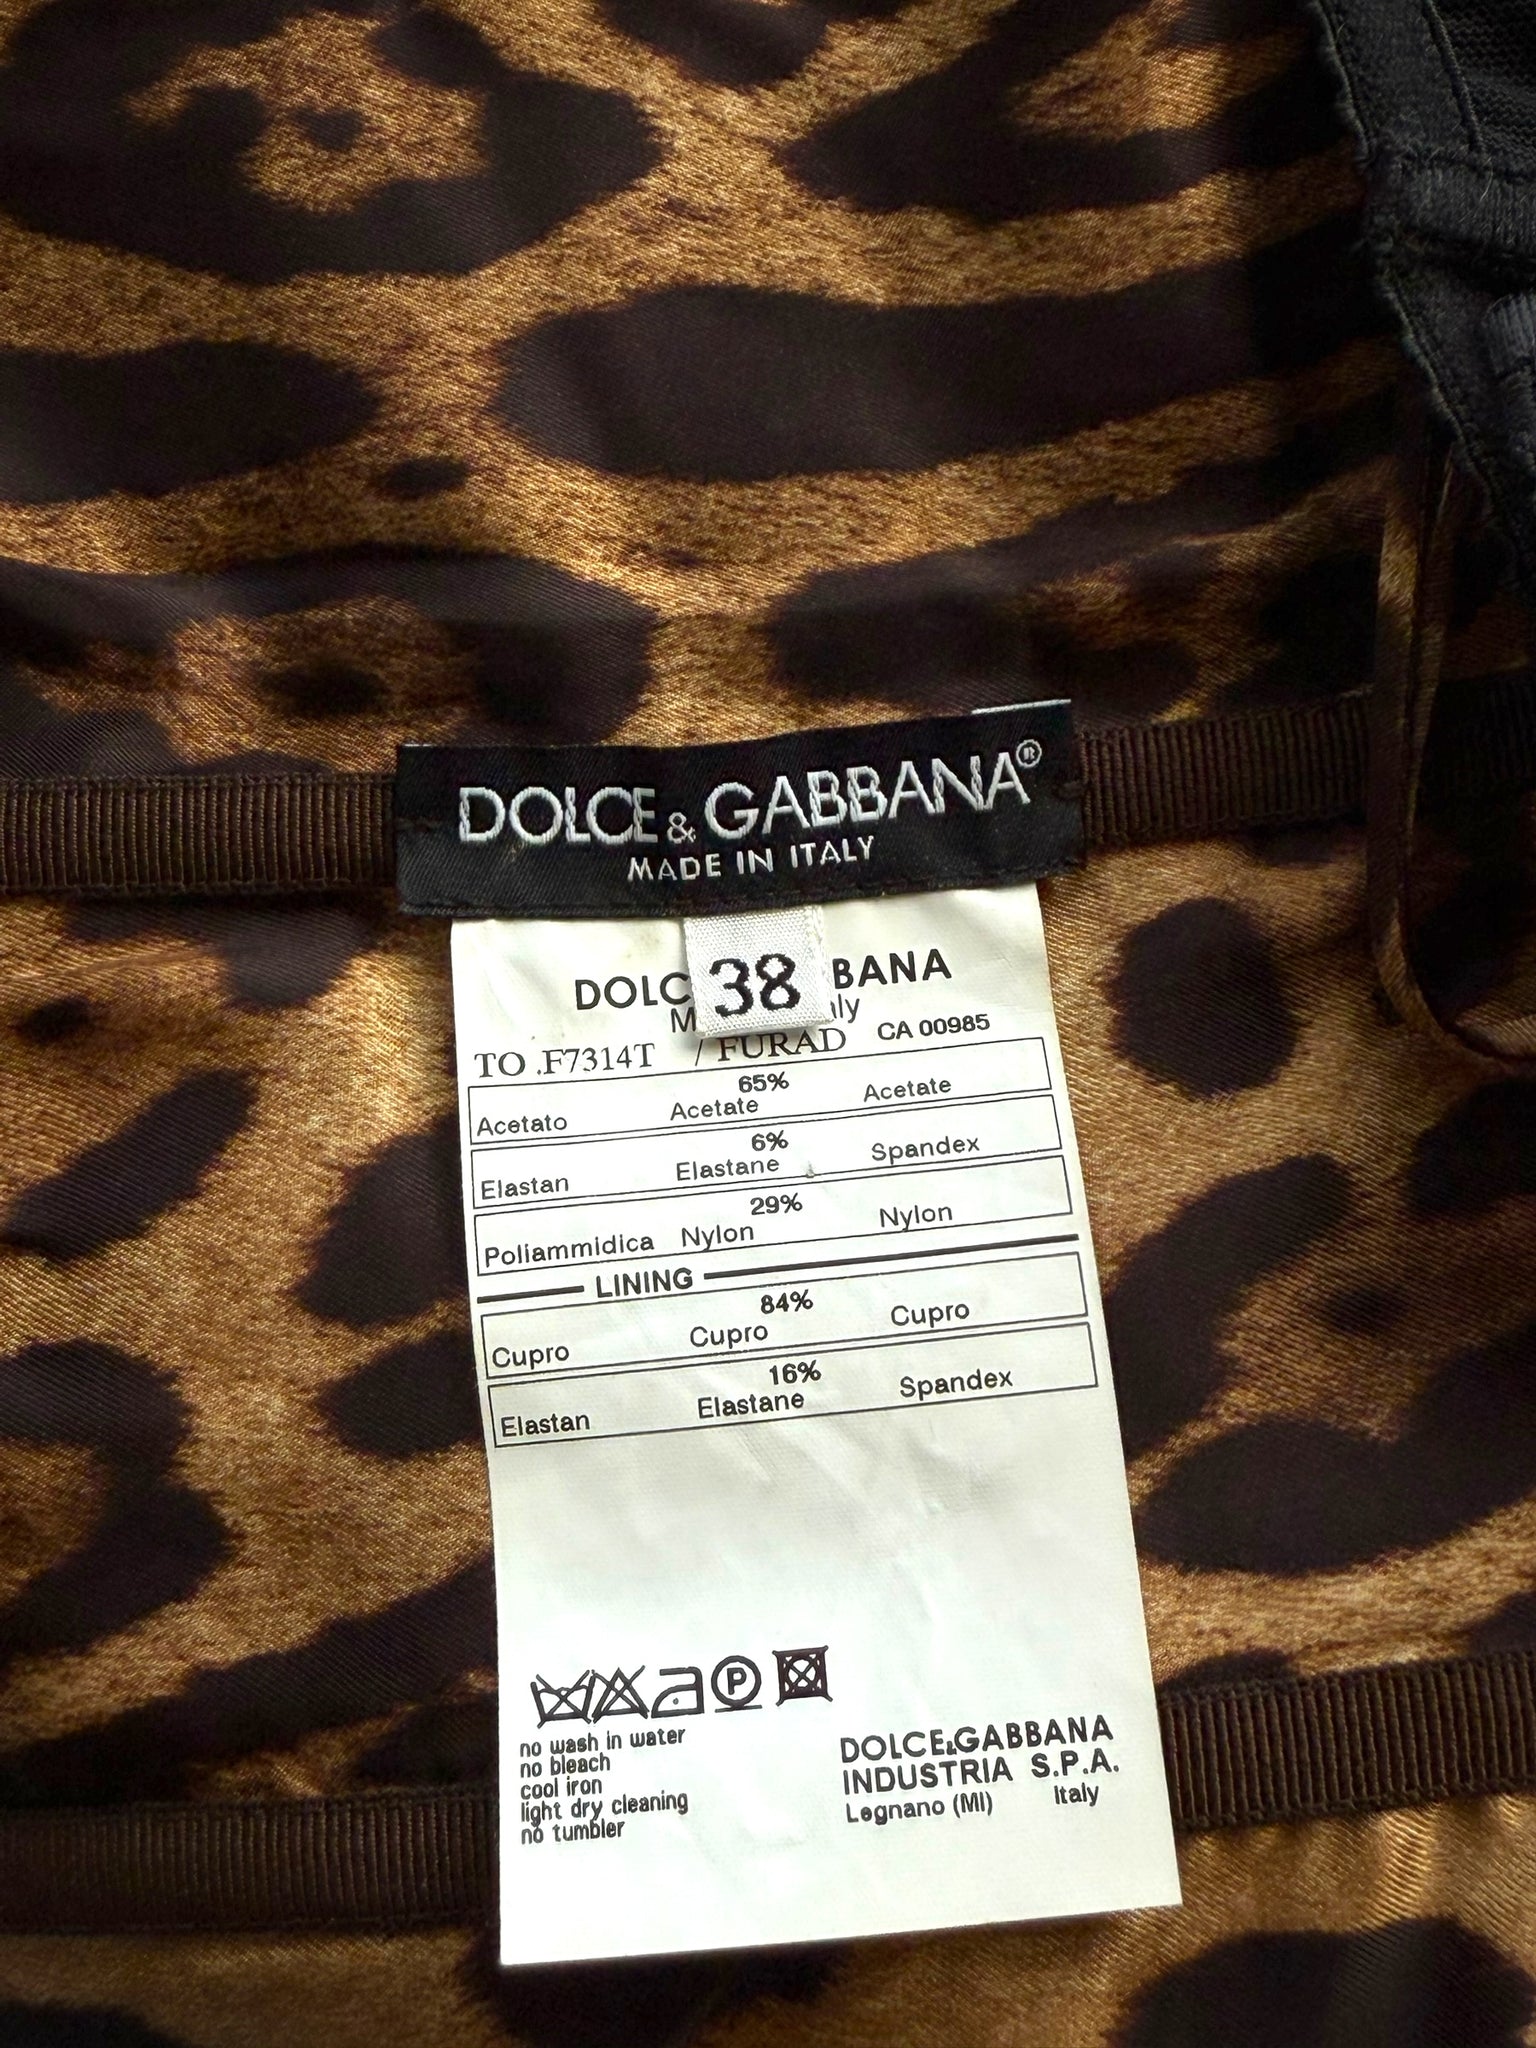 DOLCE & GABBANA®
MADE IN ITALY
38
DOLC BBANA
M ly
TO .F7314T / FURAD CA 00985
65%
Acetato Acetate Acetate
6%
Elastan Elastane Spandex
29%
Poliammidica Nylon Nylon
LINING
84%
Cupro Cupro Cupro
16%
Elastan Elastane Spandex
P
no wash in water
no bleach
cool iron
light dry cleaning
no tumbler
DOLCE&GABBANA
INDUSTRIA S.P.A.
Legnano (MI) Italy